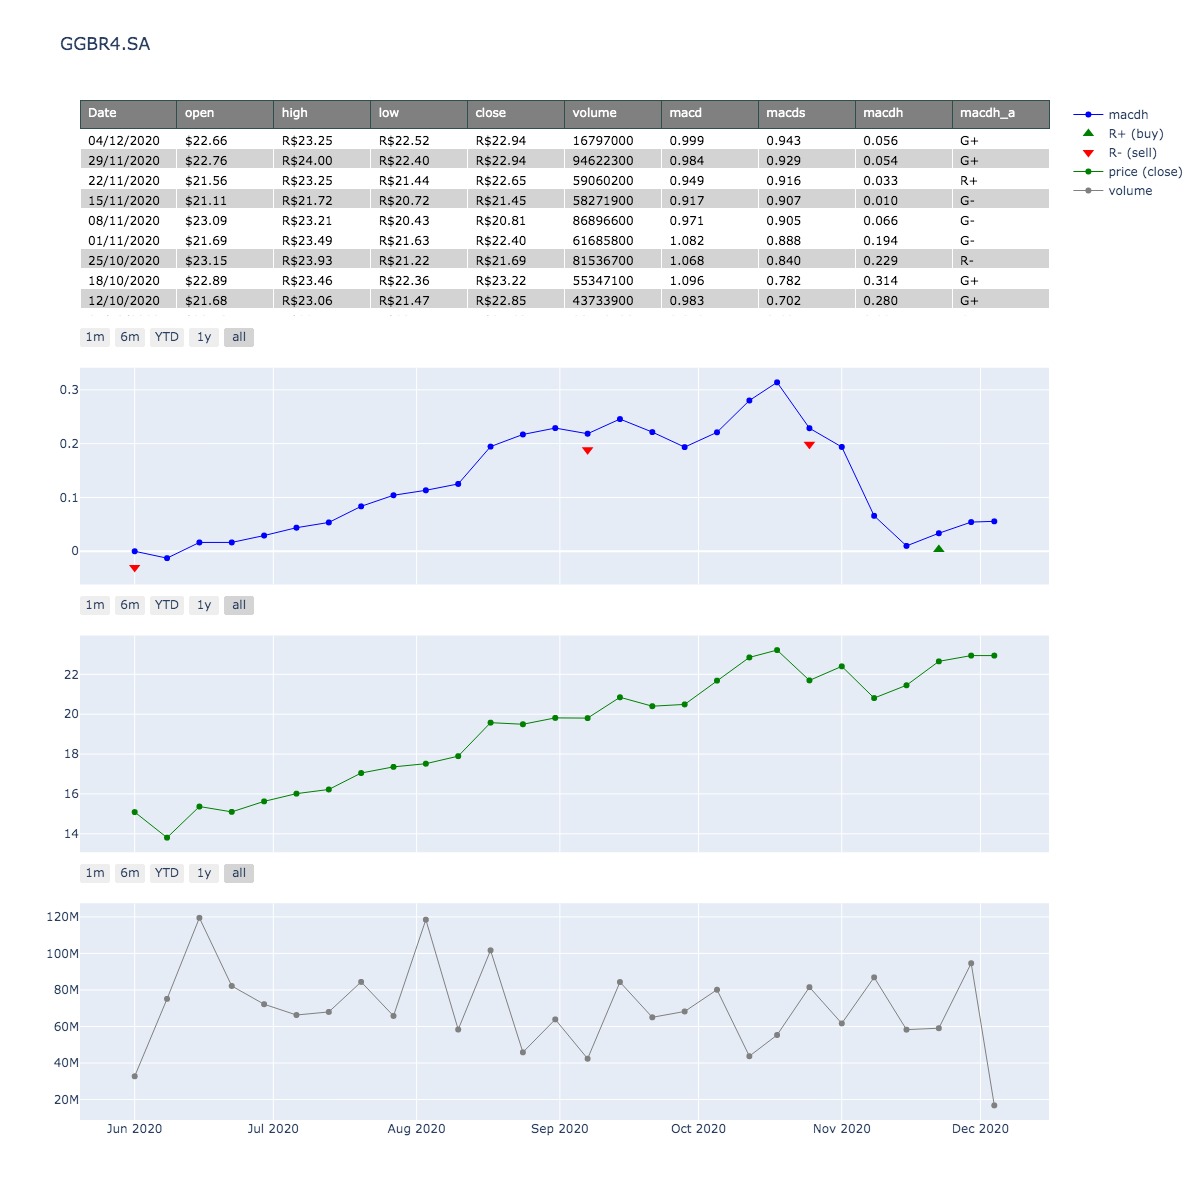 GGBR4.SA
Date open high low close volume macd macds macdh macdh_a
04/12/2020 $22.66 R$23.25 R$22.52 R$22.94 16797000 0.999 0.943 0.056 G+
29/11/2020 $22.76 R$24.00 R$22.40 R$22.94 94622300 0.984 0.929 0.054 G+
22/11/2020 $21.56 R$23.25 R$21.44 R$22.65 59060200 0.949 0.916 0.033 R+
15/11/2020 $21.11 R$21.72 R$20.72 R$21.45 58271900 0.917 0.907 0.010 G-
08/11/2020 $23.09 R$23.21 R$20.43 R$20.81 86896600 0.971 0.905 0.066 G-
01/11/2020 $21.69 R$23.49 R$21.63 R$22.40 61685800 1.082 0.888 0.194 G-
25/10/2020 $23.15 R$23.93 R$21.22 R$21.69 81536700 1.068 0.840 0.229 R-
18/10/2020 $22.89 R$23.46 R$22.36 R$23.22 55347100 1.096 0.782 0.314 G+
12/10/2020 $21.68 R$23.06 R$21.47 R$22.85 43733900 0.983 0.702 0.280 G+
macdh
R+ (buy)
R- (sell)
price (close)
volume
1m 6m YTD 1y all
0.3
0.2
0.1
0
1m 6m YTD 1y all
22
20
18
16
14
1m 6m YTD 1y all
120M
100M
80M
60M
40M
20M
Jun 2020 Jul 2020 Aug 2020 Sep 2020 Oct 2020 Nov 2020 Dec 2020